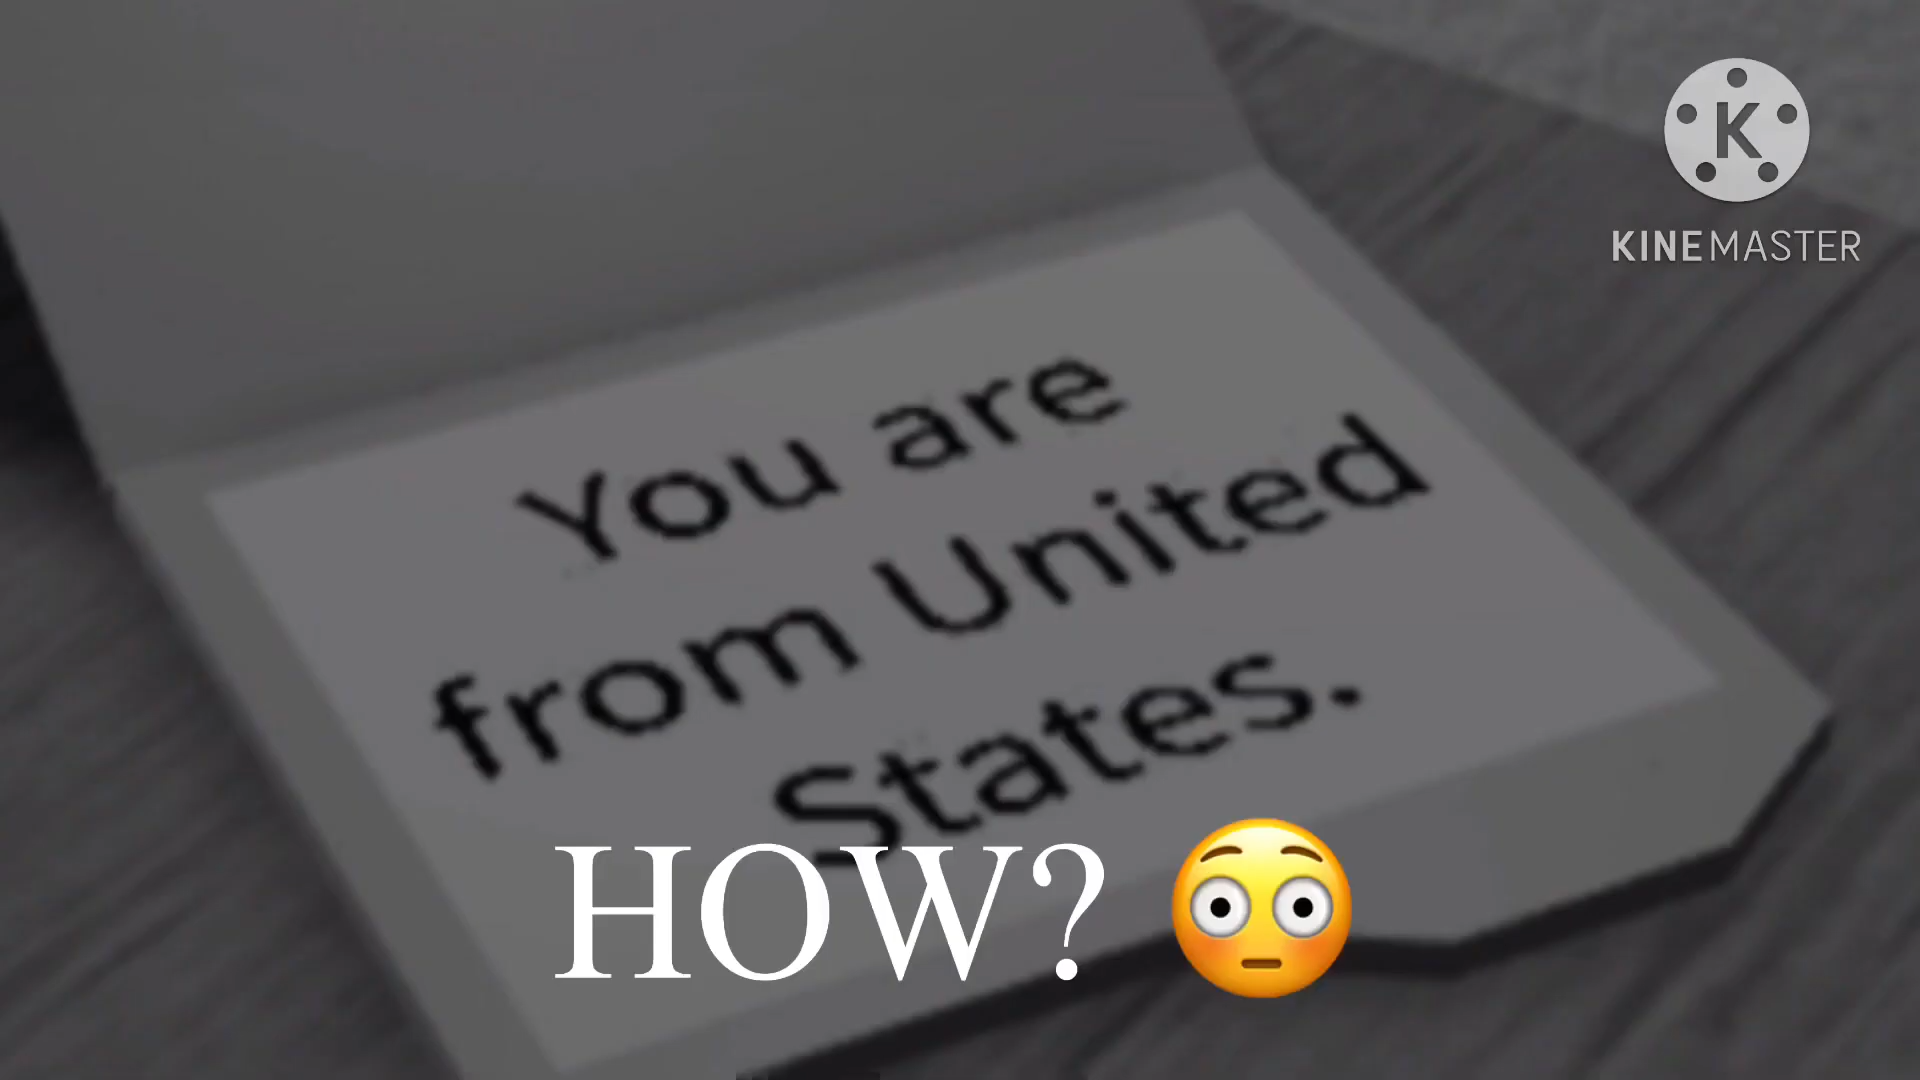 K
KINEMASTER
You are
from United
States.
HOW? 😳